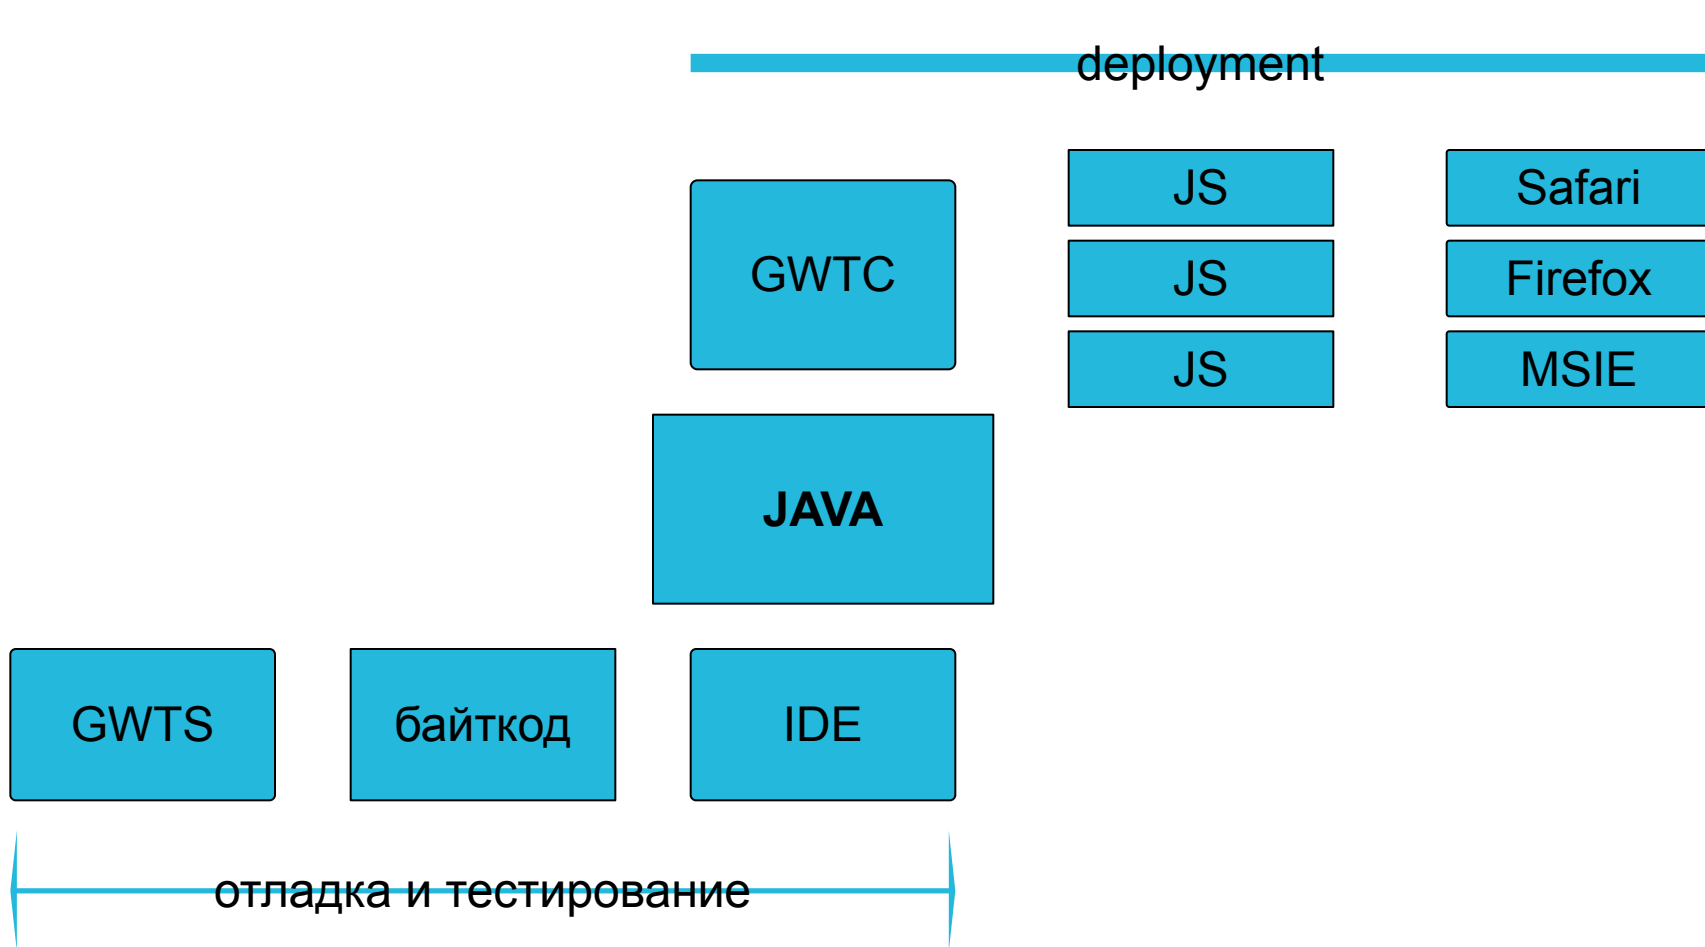 deployment
GWTC
JS
Safari
JS
Firefox
JS
MSIE
JAVA
GWTS
байткод
IDE
отладка и тестирование